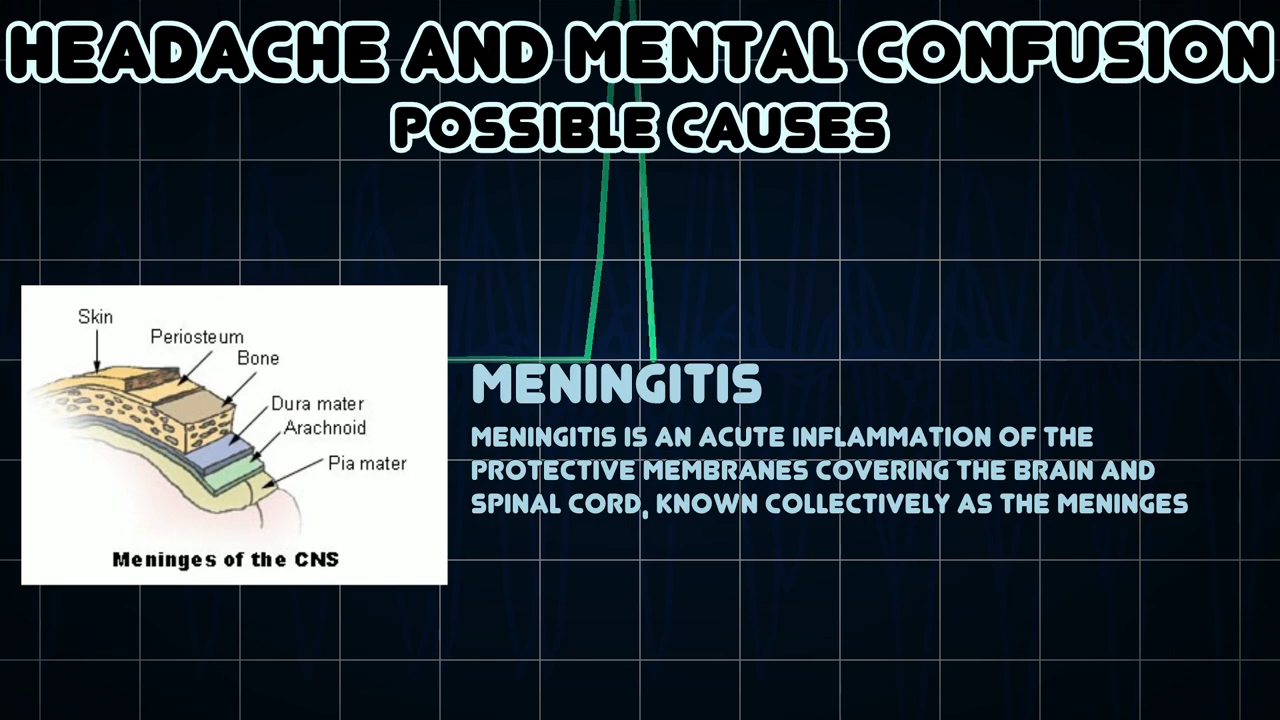 HEADACHE AND MENTAL CONFUSION
POSSIBLE CAUSES
Skin
Periosteum
Bone
Dura mater
Arachnoid
Pia mater
Meninges of the CNS
MENINGITIS
MENINGITIS IS AN ACUTE INFLAMMATION OF THE
PROTECTIVE MEMBRANES COVERING THE BRAIN AND
SPINAL CORD, KNOWN COLLECTIVELY AS THE MENINGES